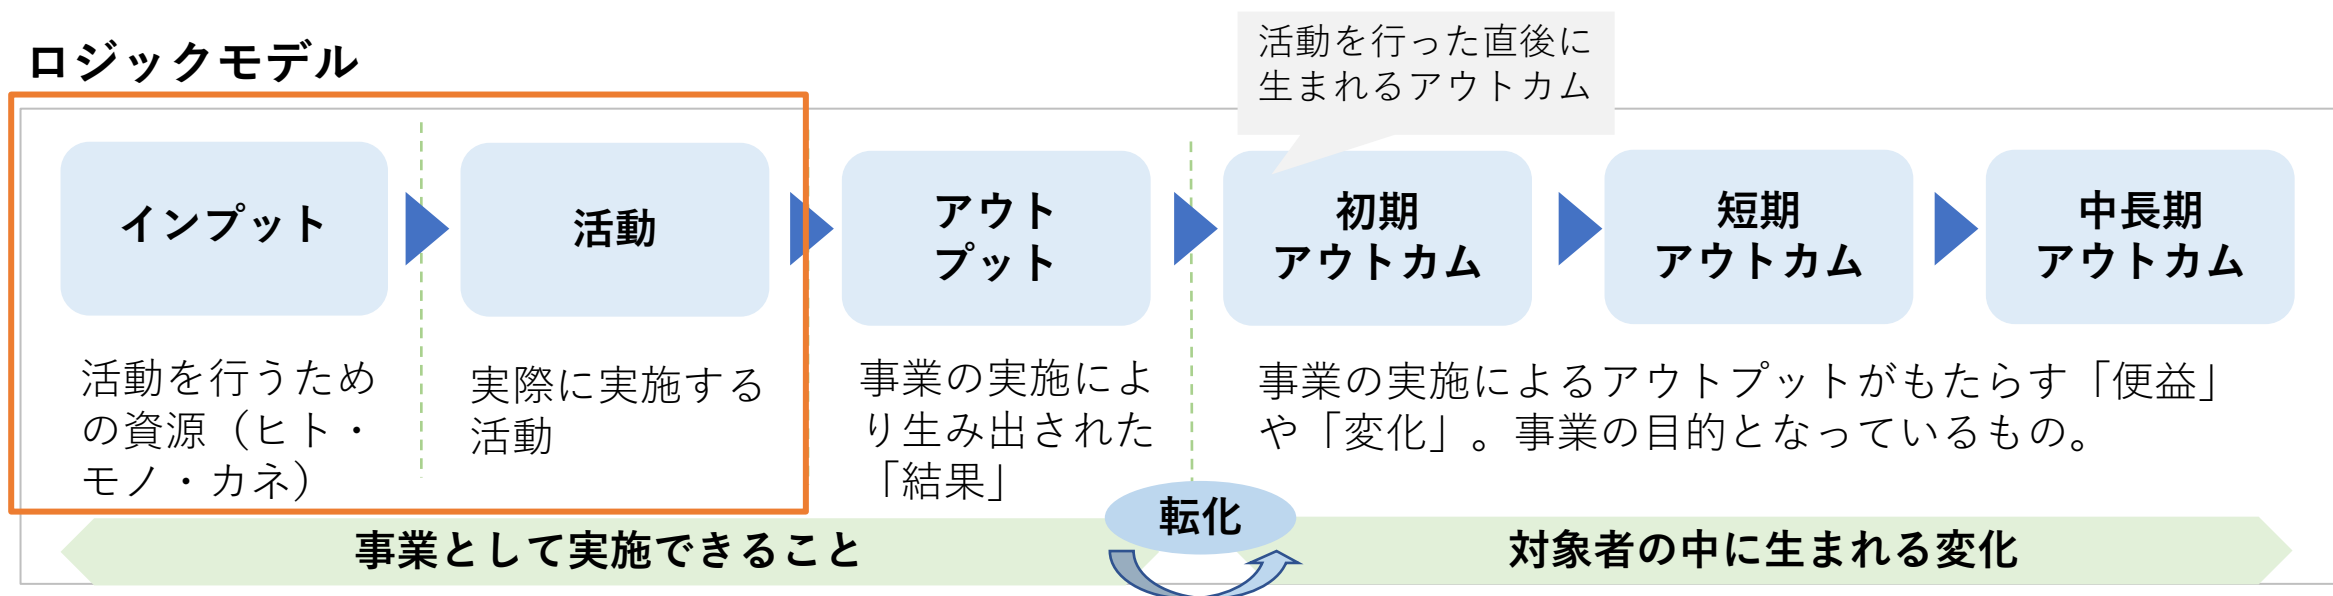 ロジックモデル
活動を行った直後に
生まれるアウトカム
インプット
活動
アウト
プット
初期
アウトカム
短期
アウトカム
中長期
アウトカム
活動を行うため
の資源（ヒト・
モノ・カネ）
実際に実施する
活動
事業の実施によ
り生み出された
「結果」
事業の実施によるアウトプットがもたらす「便益」
や「変化」。事業の目的となっているもの。
事業として実施できること
転化
対象者の中に生まれる変化